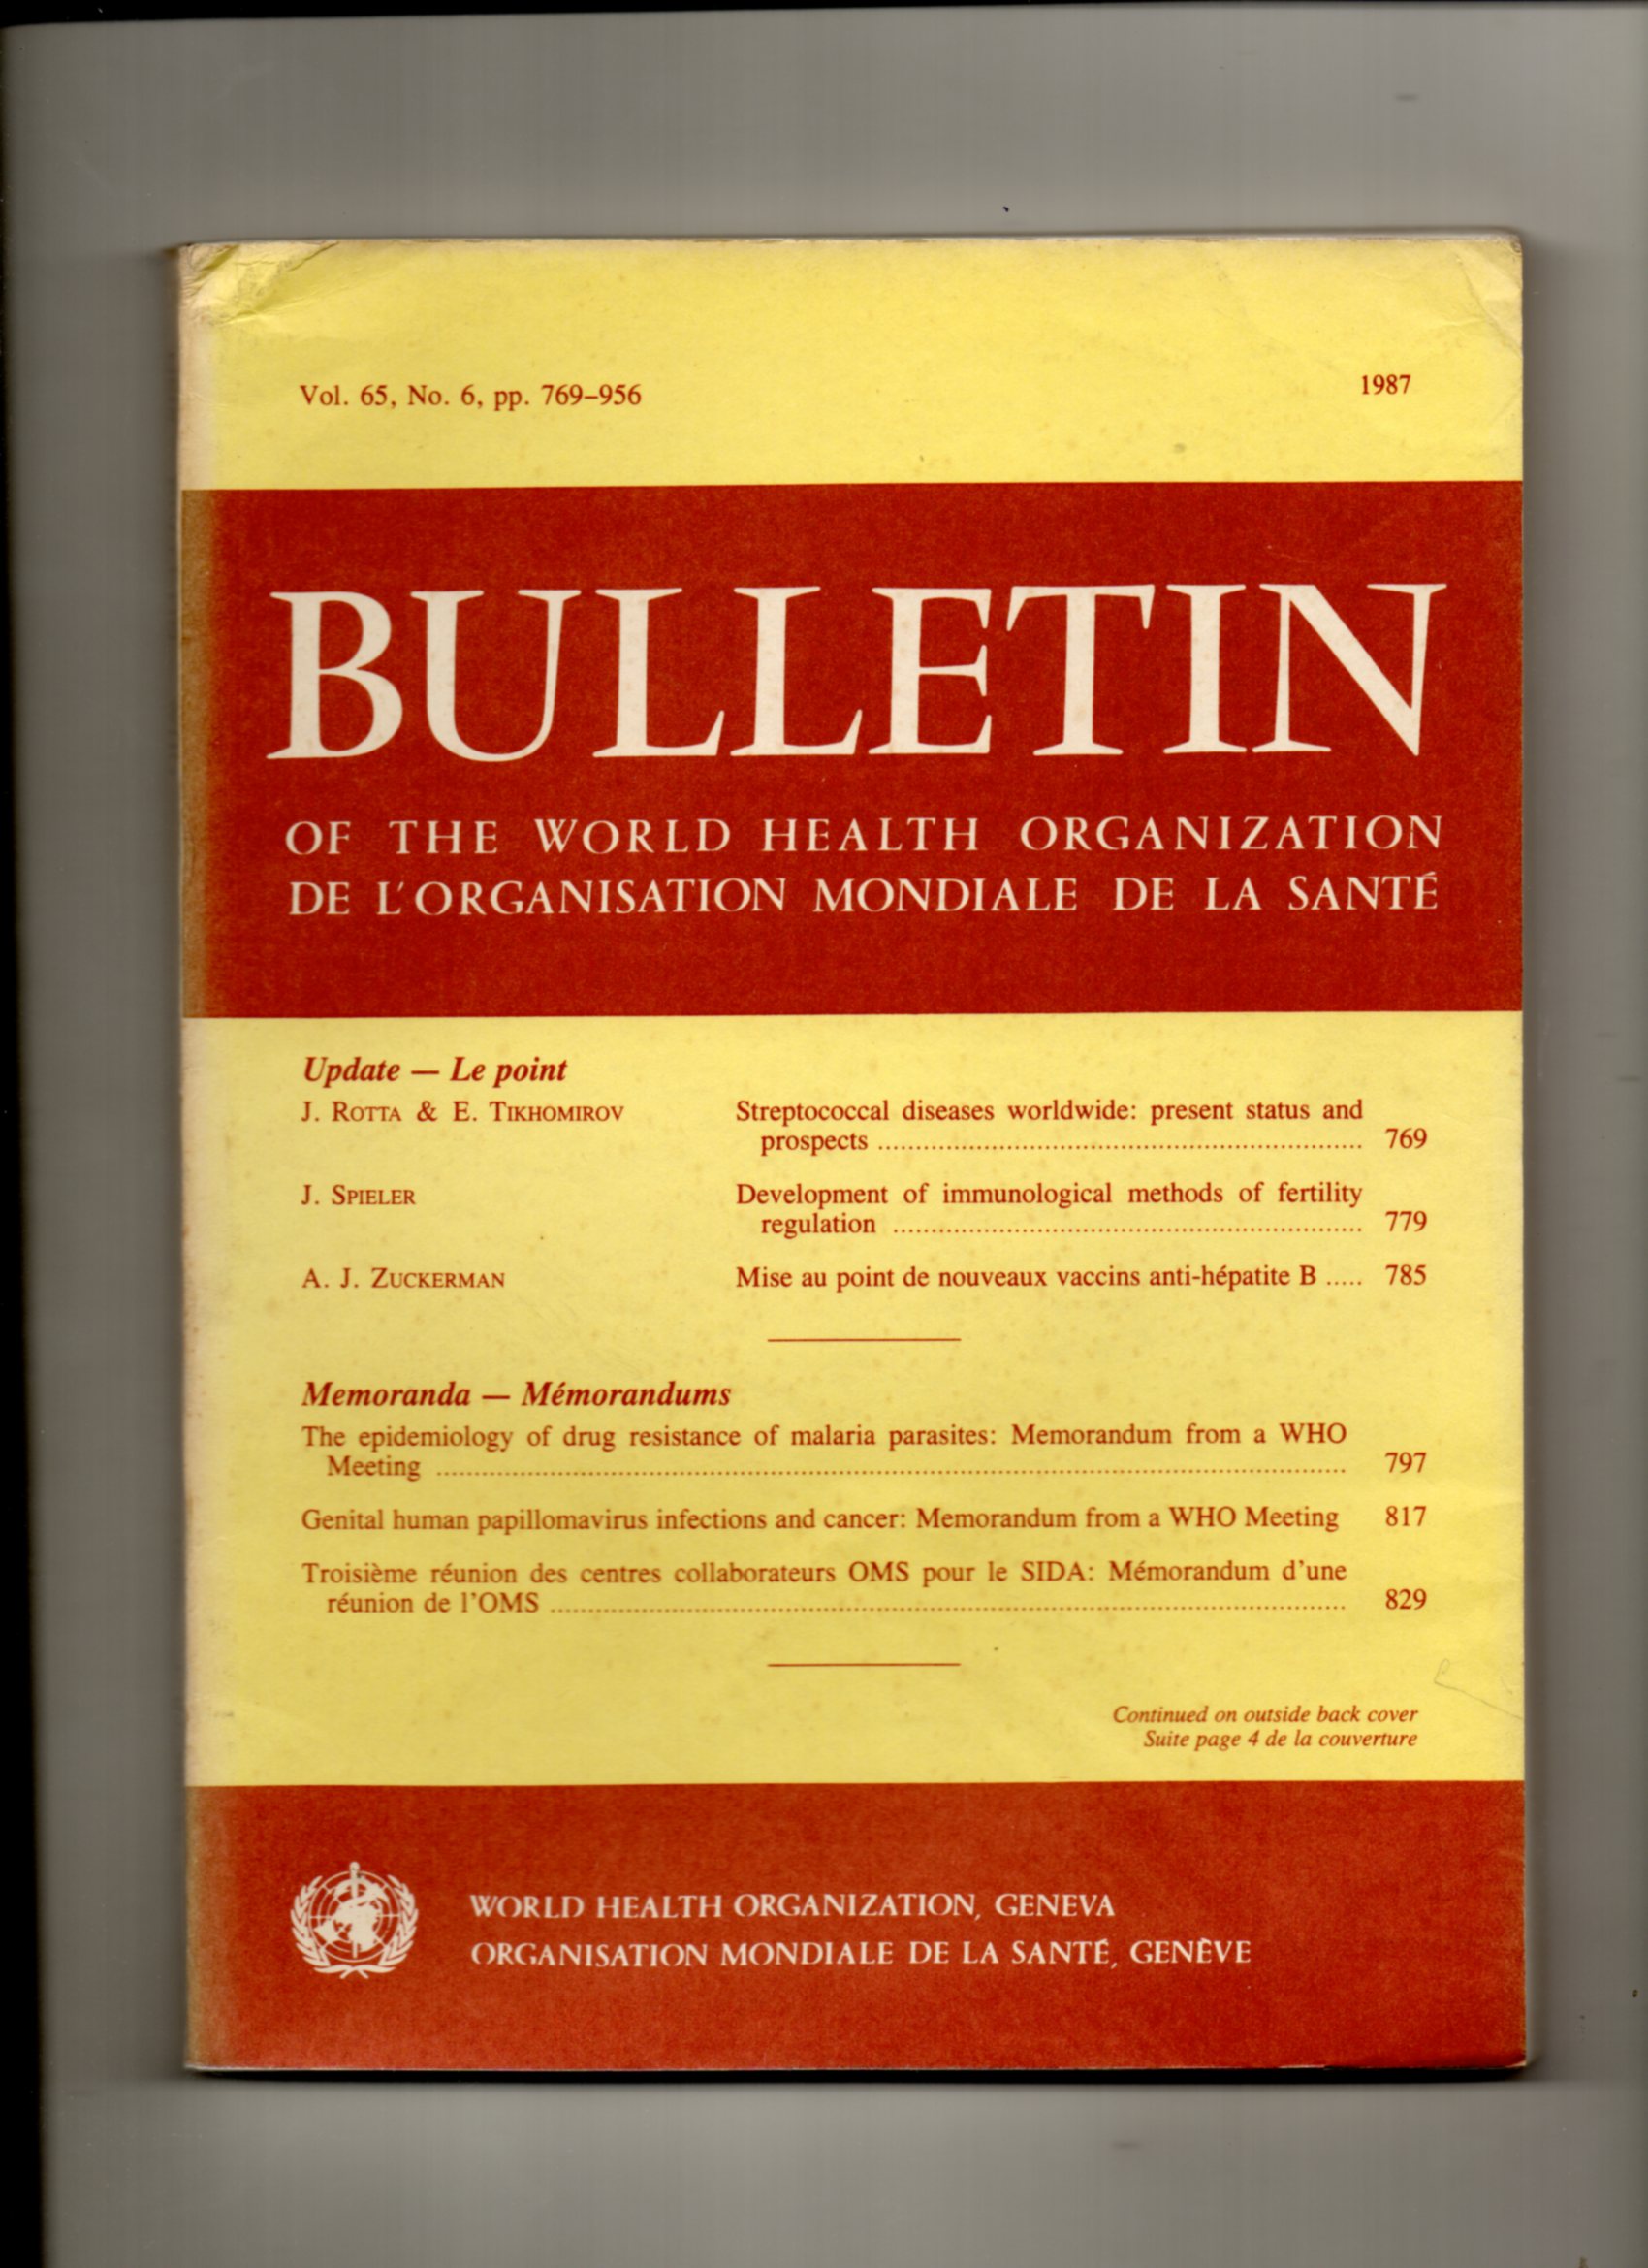 Vol. 65, No. 6, pp. 769–956 1987
BULLETIN
OF THE WORLD HEALTH ORGANIZATION
DE L'ORGANISATION MONDIALE DE LA SANTÉ
Update — Le point
J. ROTTA & E. TIKHOMIROV Streptococcal diseases worldwide: present status and
prospects ........ 769
J. SPIELER Development of immunological methods of fertility
regulation ........ 779
A. J. ZUCKERMAN Mise au point de nouveaux vaccins anti-hépatite B ..... 785
Memoranda — Mémorandums
The epidemiology of drug resistance of malaria parasites: Memorandum from a WHO
Meeting ........ 797
Genital human papillomavirus infections and cancer: Memorandum from a WHO Meeting 817
Troisième réunion des centres collaborateurs OMS pour le SIDA: Mémorandum d'une
réunion de l'OMS ........ 829
Continued on outside back cover
Suite page 4 de la couverture
WORLD HEALTH ORGANIZATION, GENEVA
ORGANISATION MONDIALE DE LA SANTÉ, GENÈVE